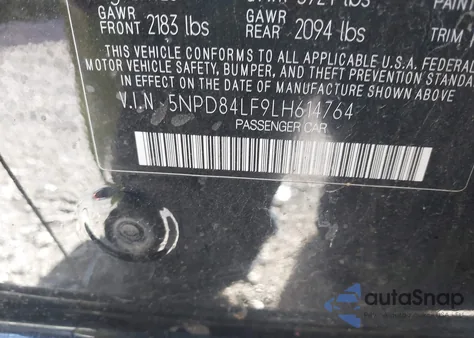 GAWR GAWR PAIN
FRONT 2183 lbs REAR 2094 lbs TRIM
THIS VEHICLE CONFORMS TO ALL APPLICABLE U.S.A. FEDERAL
MOTOR VEHICLE SAFETY, BUMPER, AND THEFT PREVENTION STANDA
IN EFFECT ON THE DATE OF MANUFACTURE SHOWN ABOVE.
V.I.N 5NPD84LF9LH614764
PASSENGER CAR
autoSnap